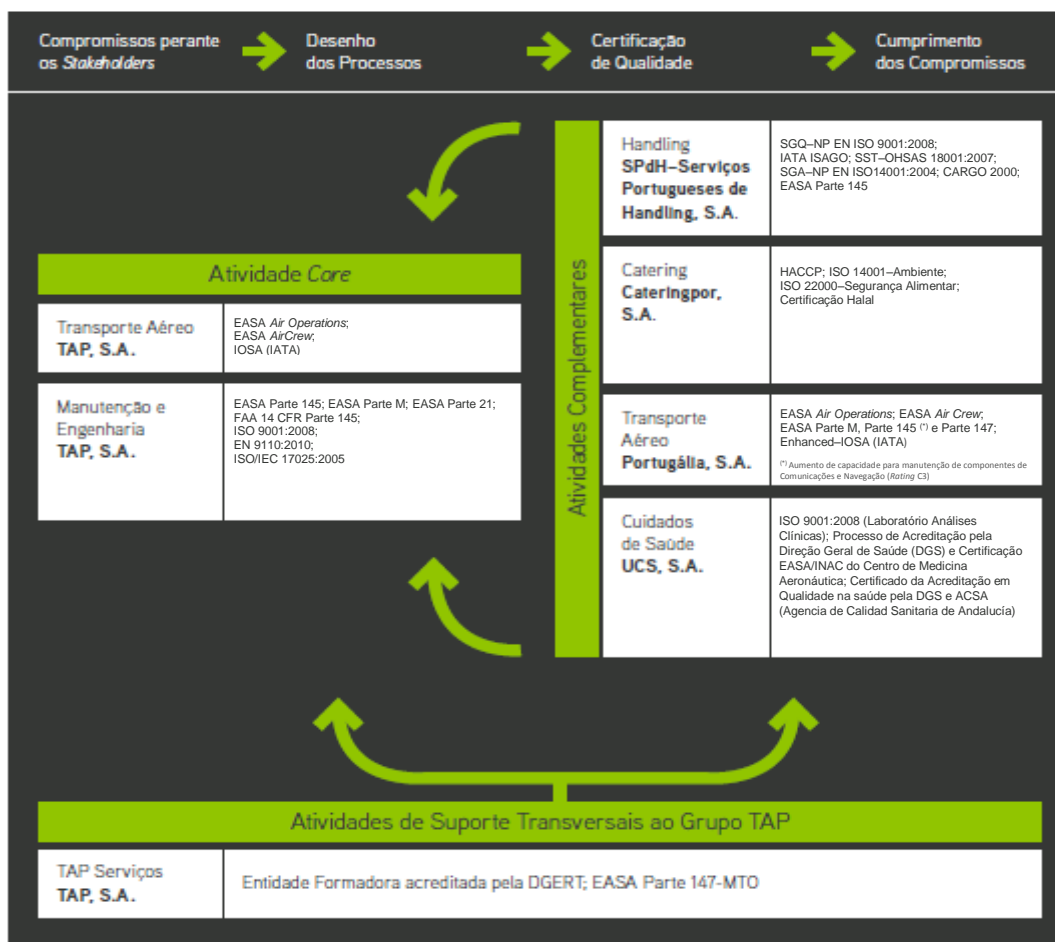 Compromissos perante
os Stakeholders
Desenho
dos Processos
Certificação
de Qualidade
Cumprimento
dos Compromissos
Atividade Core
Transporte Aéreo
TAP, S.A.
EASA Air Operations;
EASA AirCrew;
IOSA (IATA)
Manutenção e
Engenharia
TAP, S.A.
EASA Parte 145; EASA Parte M; EASA Parte 21;
FAA 14 CFR Parte 145;
ISO 9001:2008;
EN 9110:2010;
ISO/IEC 17025:2005
Atividades Complementares
Handling
SPdH–Serviços
Portugueses de
Handling, S.A.
SGQ–NP EN ISO 9001:2008;
IATA ISAGO; SST–OHSAS 18001:2007;
SGA–NP EN ISO14001:2004; CARGO 2000;
EASA Parte 145
Catering
Cateringpor,
S.A.
HACCP; ISO 14001–Ambiente;
ISO 22000–Segurança Alimentar;
Certificação Halal
Transporte
Aéreo
Portugália, S.A.
EASA Air Operations; EASA Air Crew;
EASA Parte M, Parte 145 (*) e Parte 147;
Enhanced–IOSA (IATA)
(*) Aumento de capacidade para manutenção de componentes de
Comunicações e Navegação (Rating C3)
Cuidados
de Saúde
UCS, S.A.
ISO 9001:2008 (Laboratório Análises
Clínicas); Processo de Acreditação pela
Direção Geral de Saúde (DGS) e Certificação
EASA/INAC do Centro de Medicina
Aeronáutica; Certificado da Acreditação em
Qualidade na saúde pela DGS e ACSA
(Agencia de Calidad Sanitaria de Andalucía)
Atividades de Suporte Transversais ao Grupo TAP
TAP Serviços
TAP, S.A.
Entidade Formadora acreditada pela DGERT; EASA Parte 147-MTO